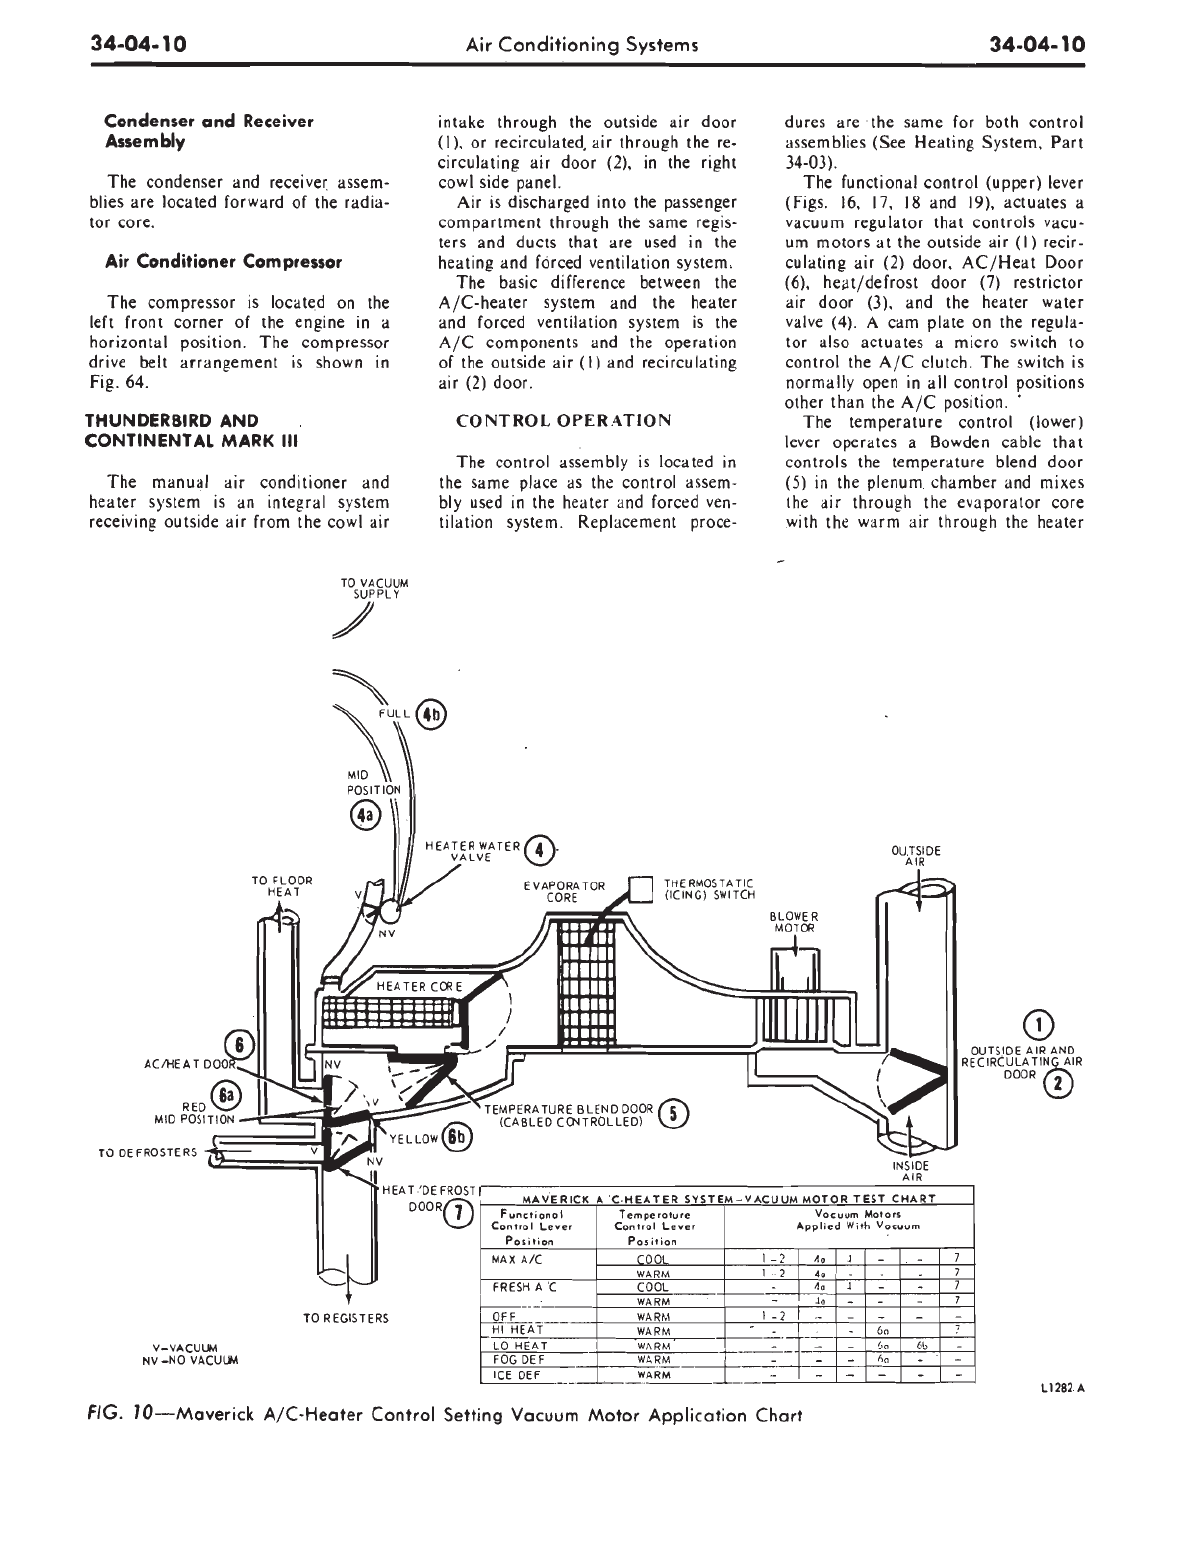 34-04-10 Air Conditioning Systems 34-04-10
Condenser and Receiver
Assembly
The condenser and receiver assem-
blies are located forward of the radia-
tor core.
Air Conditioner Compressor
The compressor is located on the
left front corner of the engine in a
horizontal position. The compressor
drive belt arrangement is shown in
Fig. 64.
THUNDERBIRD AND
CONTINENTAL MARK III
The manual air conditioner and
heater system is an integral system
receiving outside air from the cowl air
intake through the outside air door
(1), or recirculated, air through the re-
circulating air door (2), in the right
cowl side panel.
Air is discharged into the passenger
compartment through the same regis-
ters and ducts that are used in the
heating and forced ventilation system.
The basic difference between the
A/C-heater system and the heater
and forced ventilation system is the
A/C components and the operation
of the outside air (1) and recirculating
air (2) door.
CONTROL OPERATION
The control assembly is located in
the same place as the control assem-
bly used in the heater and forced ven-
tilation system. Replacement proce-
dures are the same for both control
assemblies (See Heating System, Part
34-03).
The functional control (upper) lever
(Figs. 16, 17, 18 and 19), actuates a
vacuum regulator that controls vacu-
um motors at the outside air (1) recir-
culating air (2) door, AC/Heat Door
(6), heat/defrost door (7) restrictor
air door (3), and the heater water
valve (4). A cam plate on the regula-
tor also actuates a micro switch to
control the A/C clutch. The switch is
normally open in all control positions
other than the A/C position.
The temperature control (lower)
lever operates a Bowden cable that
controls the temperature blend door
(5) in the plenum chamber and mixes
the air through the evaporator core
with the warm air through the heater
TO VACUUM
SUPPLY
FULL 4b
MID
POSITION
4a
HEATER WATER
VALVE 4
OUTSIDE
AIR
TO FLOOR
HEAT
V
NV
EVAPORATOR
CORE
THERMOSTATIC
(ICING) SWITCH
BLOWER
MOTOR
HEATER CORE
1
OUTSIDE AIR AND
RECIRCULATING AIR
DOOR 2
6
AC/HEAT DOOR
NV
6a
RED
MID POSITION
V
TEMPERATURE BLEND DOOR
(CABLED CONTROLLED) 5
YELLOW 6b
TO DEFROSTERS
V
NV
INSIDE
AIR
HEAT/DEFROST
DOOR 7
TO REGISTERS
V-VACUUM
NV-NO VACUUM
MAVERICK A/C-HEATER SYSTEM-VACUUM MOTOR TEST CHART
Functional Control Lever Position Temperature Control Lever Position Vacuum Motors Applied With Vacuum
MAX A/C COOL 1-2 4a - - 7
WARM 1-2 4a - - - 7
FRESH A/C COOL - 4a - - 7
WARM - 4a - - - 7
OFF WARM 1-2 - - - - -
HI HEAT WARM - - - 6a 7
LO HEAT WARM - - - 6a 6b -
FOG DEF WARM - - - 6a - -
ICE DEF WARM - - - - - -
L1282-A
FIG. 10—Maverick A/C-Heater Control Setting Vacuum Motor Application Chart